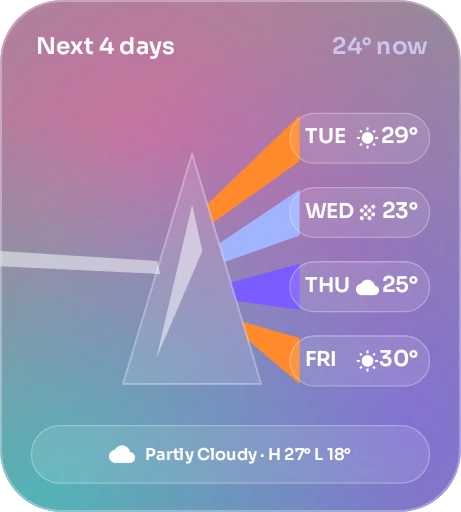 Next 4 days 24° now
TUE 29°
WED 23°
THU 25°
FRI 30°
Partly Cloudy · H 27° L 18°